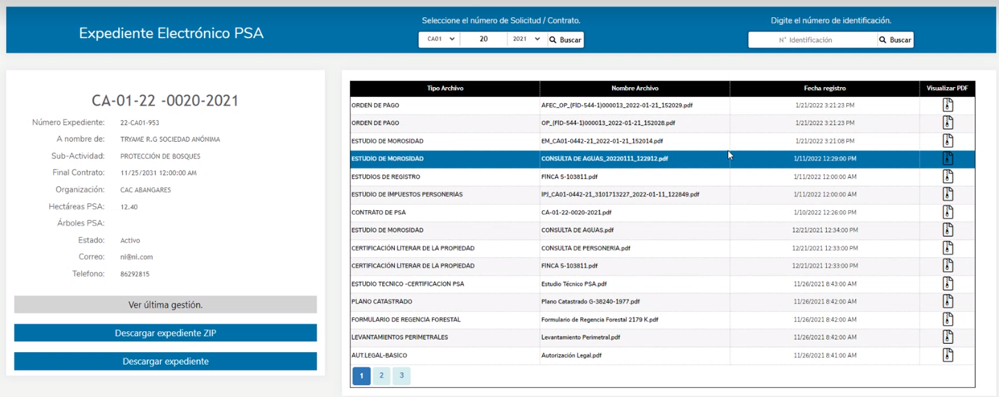 Expediente Electrónico PSA
Seleccione el número de Solicitud / Contrato.
CA01 20 2021 Buscar
Digite el número de identificación.
N° Identificación Buscar
CA-01-22 -0020-2021
Número Expediente: 22-CA01-953
A nombre de: TRYAME R.G SOCIEDAD ANÓNIMA
Sub-Actividad: PROTECCIÓN DE BOSQUES
Final Contrato: 11/25/2031 12:00:00 AM
Organización: CAC ABANGARES
Hectáreas PSA: 12.40
Árboles PSA:
Estado: Activo
Correo: ni@ni.com
Telefono: 86292815
Ver última gestión.
Descargar expediente ZIP
Descargar expediente
Tipo Archivo Nombre Archivo Fecha registro Visualizar PDF
ORDEN DE PAGO AFEC_OP_(FID-544-1)000013_2022-01-21_152029.pdf 1/21/2022 3:21:23 PM
ORDEN DE PAGO OP_(FID-544-1)000013_2022-01-21_152028.pdf 1/21/2022 3:21:23 PM
ESTUDIO DE MOROSIDAD EM_CA01-0442-21_2022-01-21_152014.pdf 1/21/2022 3:21:08 PM
ESTUDIO DE MOROSIDAD CONSULTA DE AGUAS_20220111_122912.pdf 1/11/2022 12:29:00 PM
ESTUDIOS DE REGISTRO FINCA 5-103811.pdf 1/11/2022 12:00:00 AM
ESTUDIO DE IMPUESTOS PERSONERÍAS IPJ_CA01-0442-21_3101713227_2022-01-11_122849.pdf 1/11/2022 12:00:00 AM
CONTRATO DE PSA CA-01-22-0020-2021.pdf 1/10/2022 12:26:00 PM
ESTUDIO DE MOROSIDAD CONSULTA DE AGUAS.pdf 12/21/2021 12:34:00 PM
CERTIFICACIÓN LITERAR DE LA PROPIEDAD CONSULTA DE PERSONERÍA.pdf 12/21/2021 12:33:00 PM
CERTIFICACIÓN LITERAR DE LA PROPIEDAD FINCA 5-103811.pdf 12/21/2021 12:33:00 PM
ESTUDIO TECNICO -CERTIFICACION PSA Estudio Técnico PSA.pdf 11/26/2021 8:43:00 AM
PLANO CATASTRADO Plano Catastrado G-38240-1977.pdf 11/26/2021 8:42:00 AM
FORMULARIO DE REGENCIA FORESTAL Formulario de Regencia Forestal 2179 K.pdf 11/26/2021 8:42:00 AM
LEVANTAMIENTOS PERIMETRALES Levantamiento Perimetral.pdf 11/26/2021 8:42:00 AM
AUT.LEGAL-BASICO Autorización Legal.pdf 11/26/2021 8:41:00 AM
1 2 3